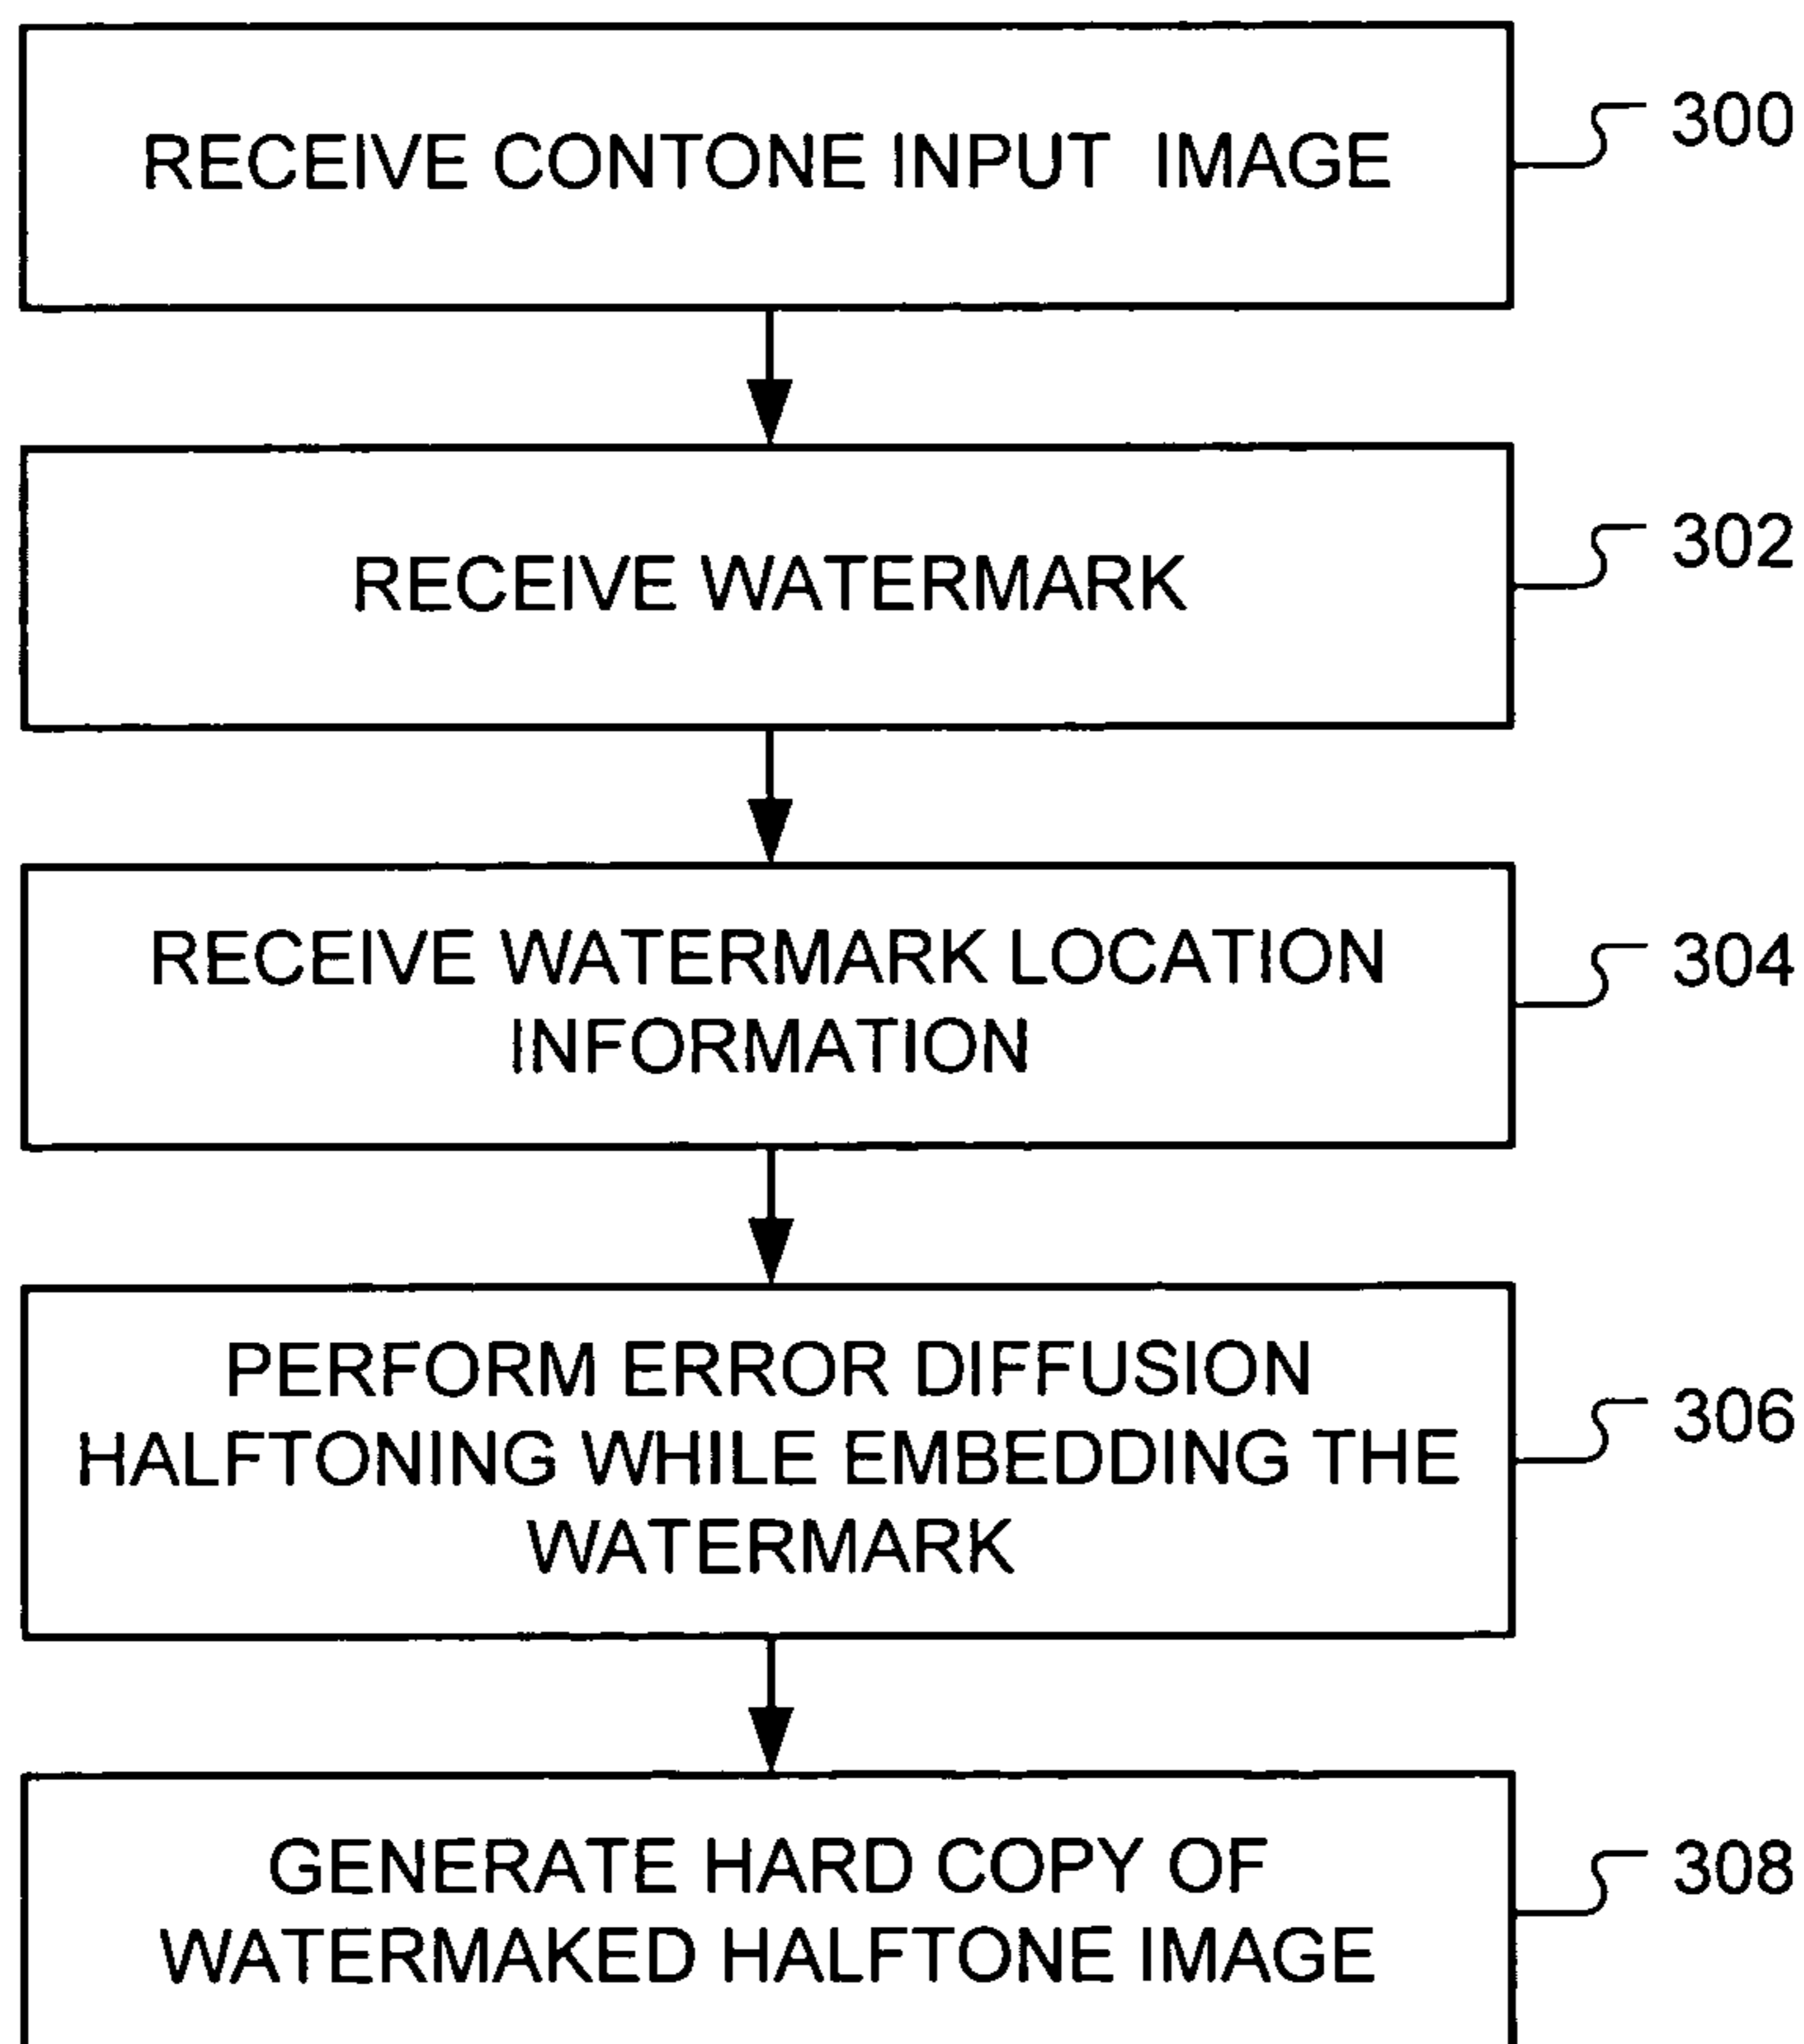 RECEIVE CONTONE INPUT IMAGE
300
RECEIVE WATERMARK
302
RECEIVE WATERMARK LOCATION
INFORMATION
304
PERFORM ERROR DIFFUSION
HALFTONING WHILE EMBEDDING THE
WATERMARK
306
GENERATE HARD COPY OF
WATERMAKED HALFTONE IMAGE
308